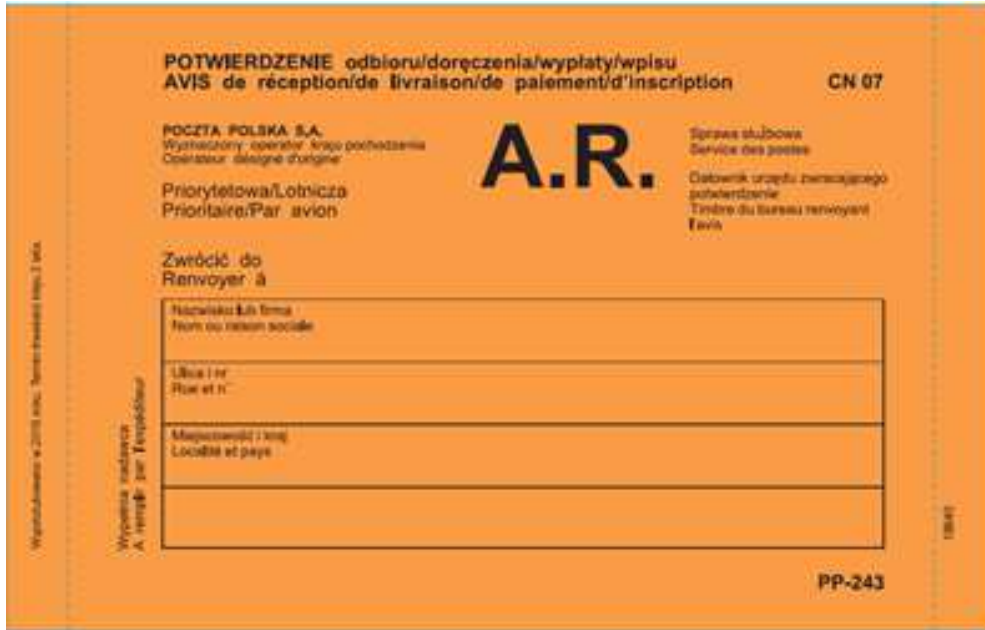 POTWIERDZENIE odbioru/doręczenia/wypłaty/wpisu
AVIS de réception/de livraison/de paiement/d'inscription
CN 07
POCZTA POLSKA S.A.
Wyznaczony operator kraju pochodzenia
Opérateur désigné d'origine
A.R.
Sprawa służbowa
Service des postes
Priorytetowa/Lotnicza
Prioritaire/Par avion
Datownik urzędu zwracającego
potwierdzenie
Timbre du bureau renvoyant
l'avis
Zwrócić do
Renvoyer à
Nazwisko lub firma
Nom ou raison sociale
Ulica i nr
Rue et n°
Miejscowość i kraj
Localité et pays
Wypełnia nadawca
A remplir par l'expéditeur
PP-243